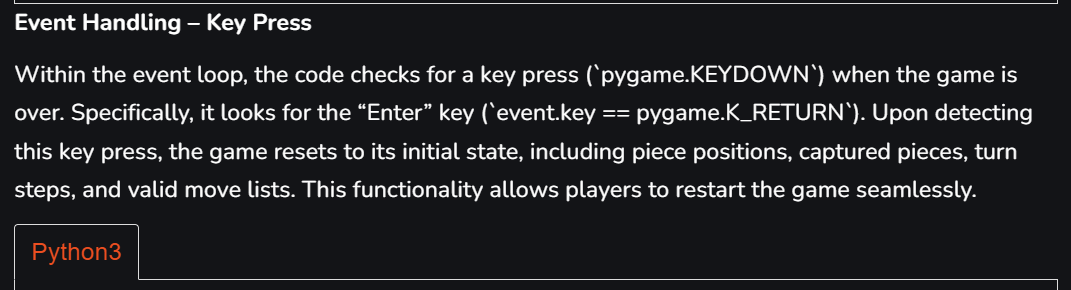 Event Handling – Key Press
Within the event loop, the code checks for a key press (`pygame.KEYDOWN`) when the game is
over. Specifically, it looks for the “Enter” key (`event.key == pygame.K_RETURN`). Upon detecting
this key press, the game resets to its initial state, including piece positions, captured pieces, turn
steps, and valid move lists. This functionality allows players to restart the game seamlessly.
Python3